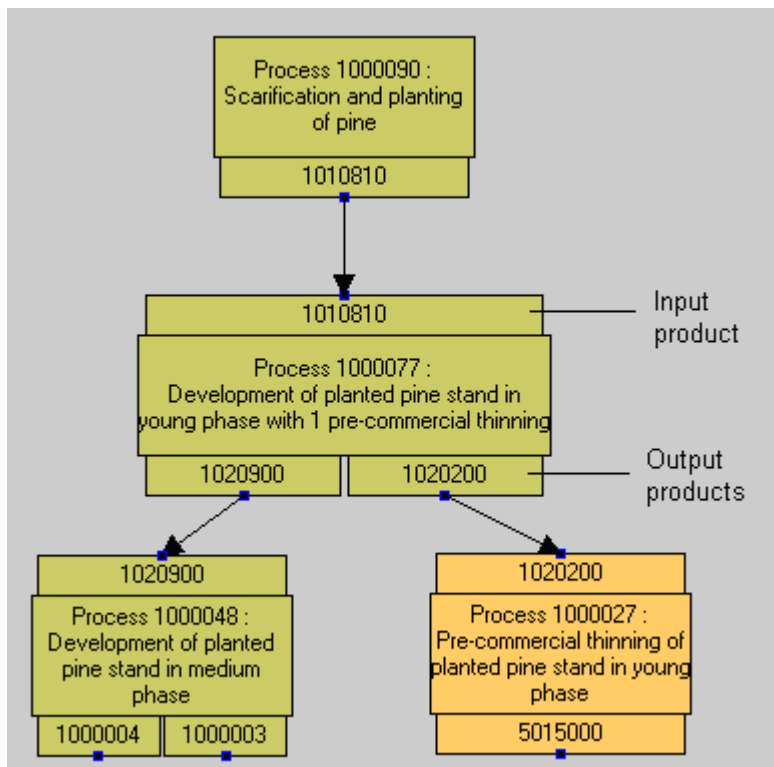 Process 1000090 :
Scarification and planting
of pine
1010810
1010810
Input
product
Process 1000077 :
Development of planted pine stand in
young phase with 1 pre-commercial thinning
1020900
1020200
Output
products
1020900
Process 1000048 :
Development of planted
pine stand in medium
phase
1000004
1000003
1020200
Process 1000027 :
Pre-commercial thinning of
planted pine stand in young
phase
5015000